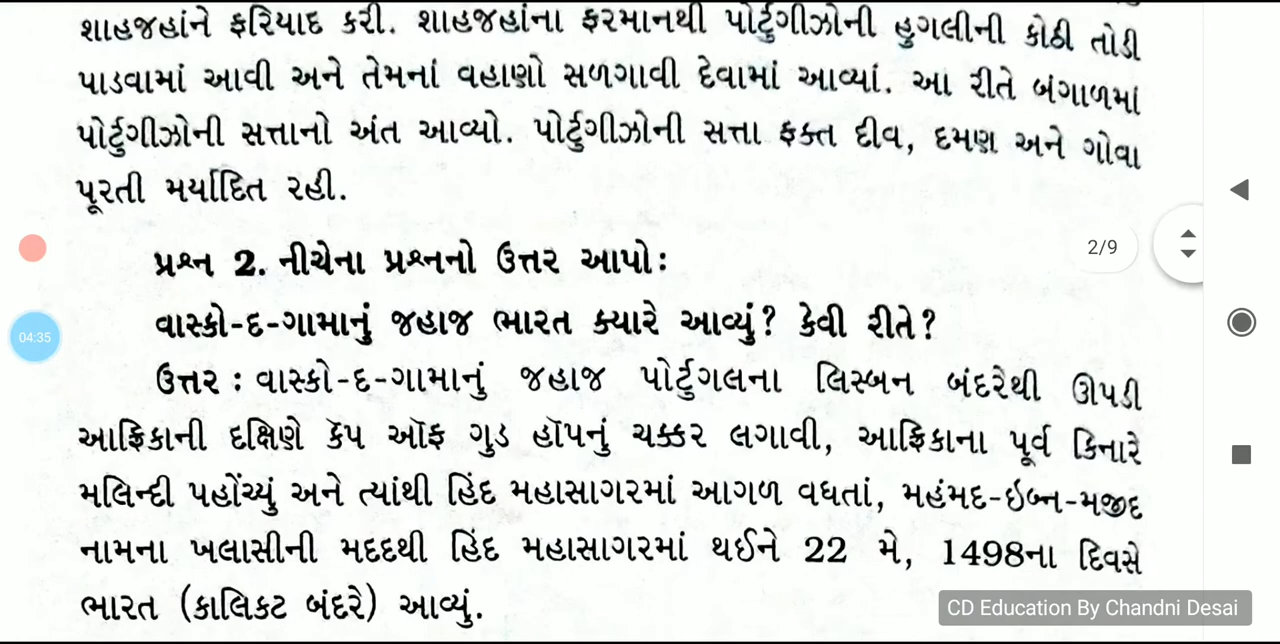 શાહજહાંને ફરિયાદ કરી. શાહજહાંના ફરમાનથી પોર્ટુગીઝોની હુગલીની કોઠી તોડી
પાડવામાં આવી અને તેમનાં વહાણો સળગાવી દેવામાં આવ્યાં. આ રીતે બંગાળમાં
પોર્ટુગીઝોની સત્તાનો અંત આવ્યો. પોર્ટુગીઝોની સત્તા ફક્ત દીવ, દમણ અને ગોવા
પૂરતી મર્યાદિત રહી.
પ્રશ્ન 2. નીચેના પ્રશ્નનો ઉત્તર આપો:
2/9
વાસ્કો-દ-ગામાનું જહાજ ભારત ક્યારે આવ્યું? કેવી રીતે?
04:35
ઉત્તર : વાસ્કો-દ-ગામાનું જહાજ પોર્ટુગલના લિસ્બન બંદરેથી ઊપડી
આફ્રિકાની દક્ષિણે કૅપ ઑફ ગુડ હૉપનું ચક્કર લગાવી, આફ્રિકાના પૂર્વ કિનારે
મલિન્દી પહોંચ્યું અને ત્યાંથી હિંદ મહાસાગરમાં આગળ વધતાં, મહંમદ-ઇબ્ન-મજીદ
નામના ખલાસીની મદદથી હિંદ મહાસાગરમાં થઈને 22 મે, 1498ના દિવસે
ભારત (કાલિકટ બંદરે) આવ્યું.
CD Education By Chandni Desai